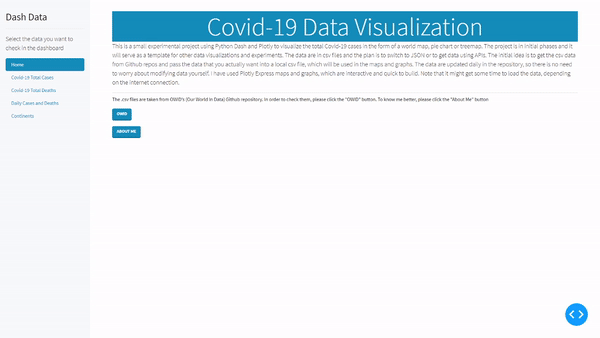 Dash Data
Covid-19 Data Visualization
Select the data you want to
check in the dashboard
Home
Covid-19 Total Cases
Covid-19 Total Deaths
Daily Cases and Deaths
Continents
This is a small experimental project using Python Dash and Plotly to visualize the total Covid-19 cases in the form of a world map, pie chart or treemap. The project is in initial phases and it
will serve as a template for other data visualizations and experiments. The data are in csv files and the plan is to switch to JSON or to get data using APIs. The initial idea is to get the csv data
from Github repos and pass the data that you actually want into a local csv file, which will be used in the maps and graphs. The data are updated daily in the repository, so there is no need
to worry about modifying data yourself. I have used Plotly Express maps and graphs, which are interactive and quick to build. Note that it might get some time to load the data, depending
on the internet connection.
The .csv files are taken from OWID's (Our World In Data) Github repository. In order to check them, please click the "OWID" button. To know me better, please click the "About Me" button
OWID
ABOUT ME